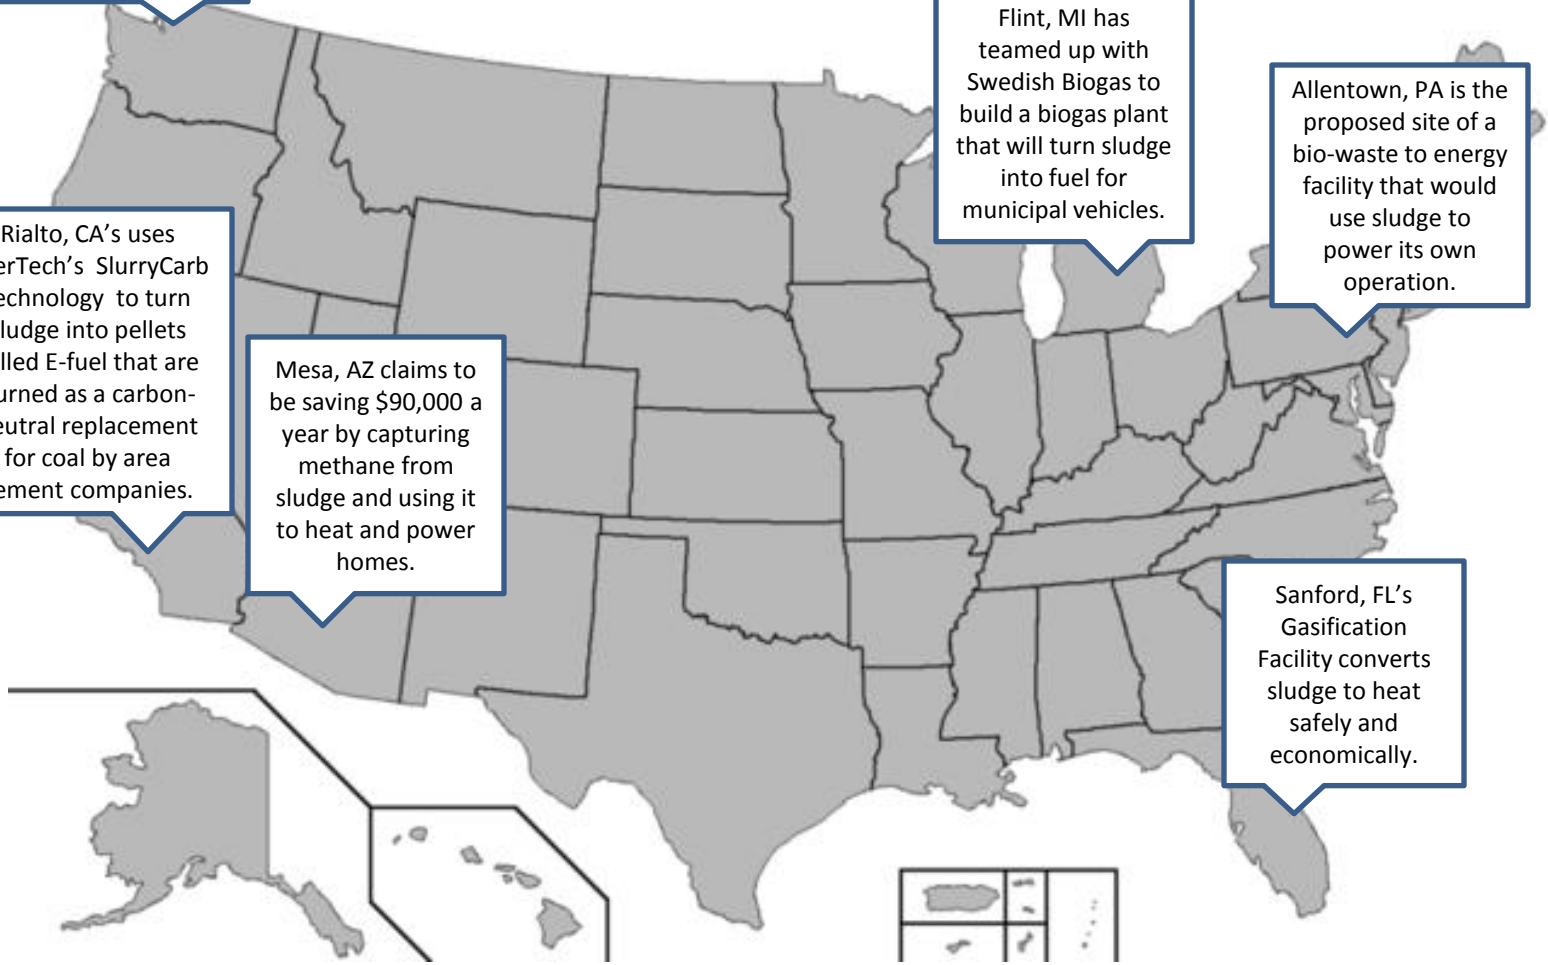 Flint, MI has
teamed up with
Swedish Biogas to
build a biogas plant
that will turn sludge
into fuel for
municipal vehicles.
Allentown, PA is the
proposed site of a
bio-waste to energy
facility that would
use sludge to
power its own
operation.
Rialto, CA’s uses
erTech’s SlurryCarb
echnology to turn
ludge into pellets
lled E-fuel that are
urned as a carbon-
eutral replacement
for coal by area
ement companies.
Mesa, AZ claims to
be saving $90,000 a
year by capturing
methane from
sludge and using it
to heat and power
homes.
Sanford, FL’s
Gasification
Facility converts
sludge to heat
safely and
economically.